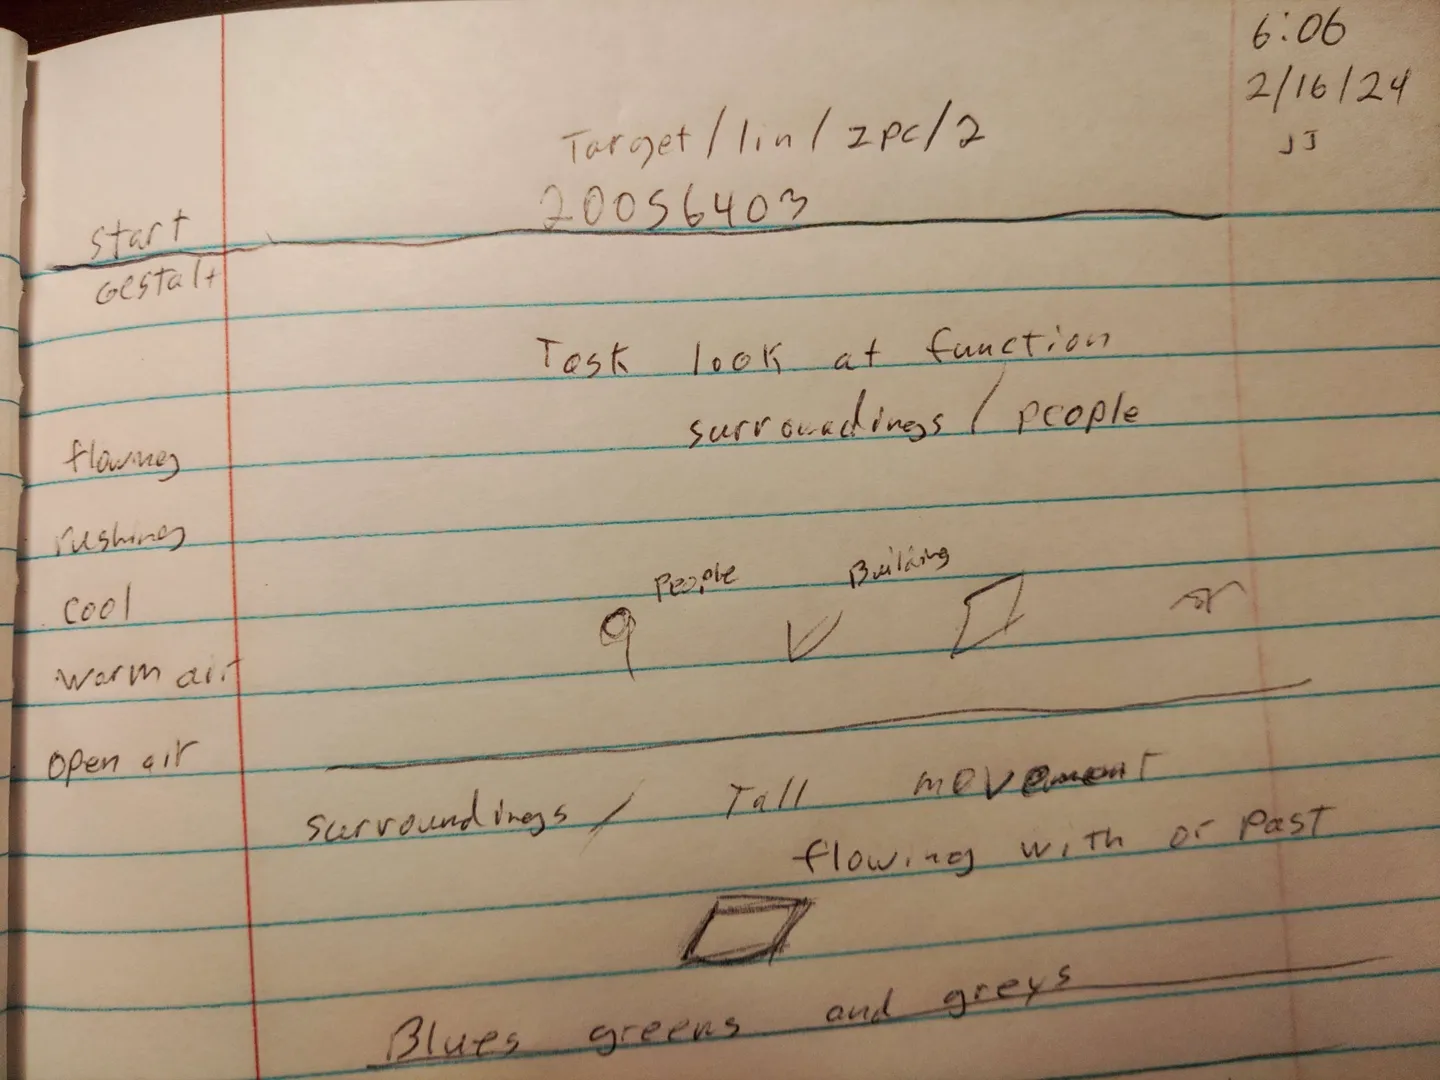 6:06
2/16/24
JJ
Target/lin/zpc/2
20056403
start
Gestalt
Task look at function
surroundings / people
flowing
rushing
People Building
cool
warm air
open air
surroundings / Tall movement
flowing with or past
Blues greens and greys